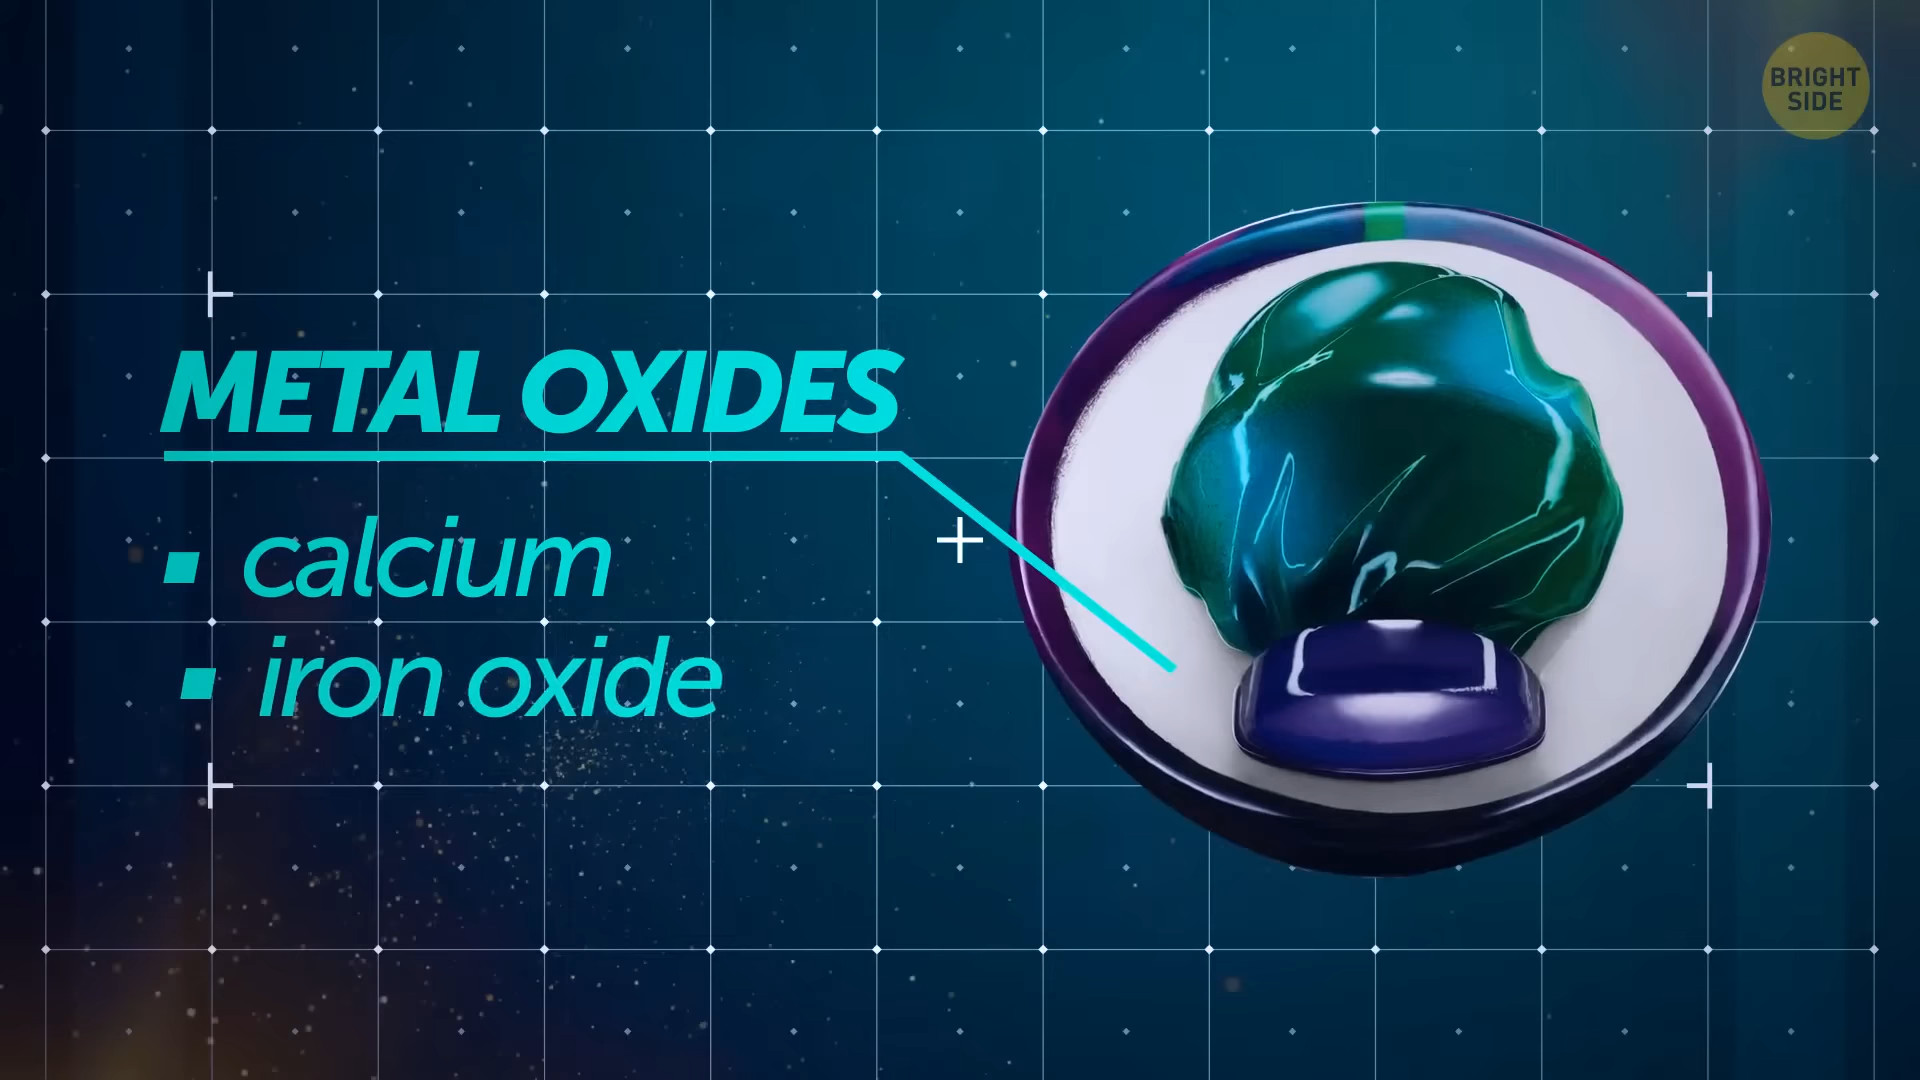 BRIGHT
SIDE
METAL OXIDES
▪ calcium
▪ iron oxide